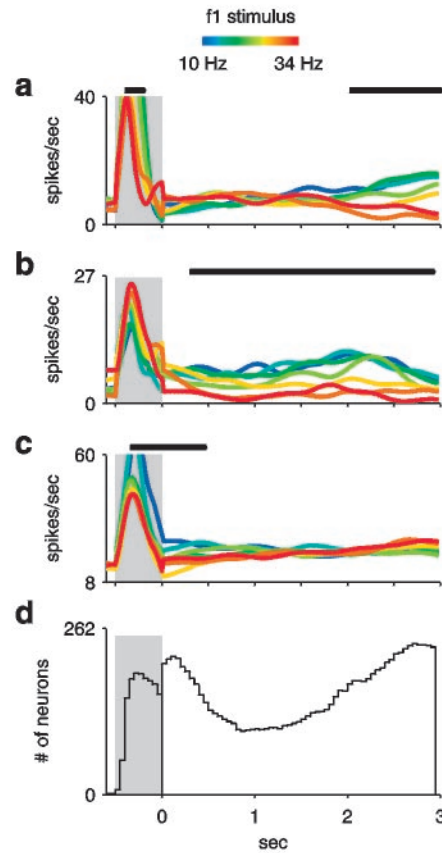 f1 stimulus
10 Hz 34 Hz
a
40
spikes/sec
0
b
27
spikes/sec
0
c
60
spikes/sec
8
d
262
# of neurons
0
0 1 2 3
sec